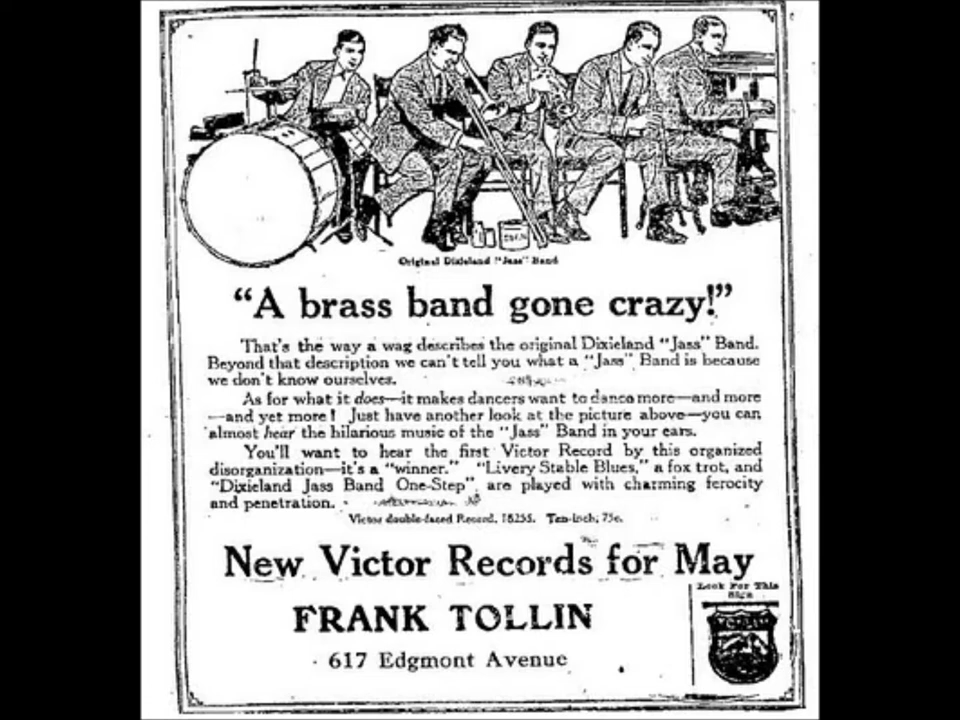 Original Dixieland "Jass" Band
"A brass band gone crazy!"
That's the way a wag describes the original Dixieland "Jass" Band.
Beyond that description we can't tell you what a "Jass" Band is because
we don't know ourselves.
As for what it does—it makes dancers want to dance more—and more
—and yet more! Just have another look at the picture above—you can
almost hear the hilarious music of the "Jass" Band in your ears.
You'll want to hear the first Victor Record by this organized
disorganization—it's a "winner." "Livery Stable Blues," a fox trot, and
"Dixieland Jass Band One-Step", are played with charming ferocity
and penetration.
Victor double-faced Record, 18255. Ten-inch, 75c.
New Victor Records for May
FRANK TOLLIN
617 Edgmont Avenue
Look For This
Sign